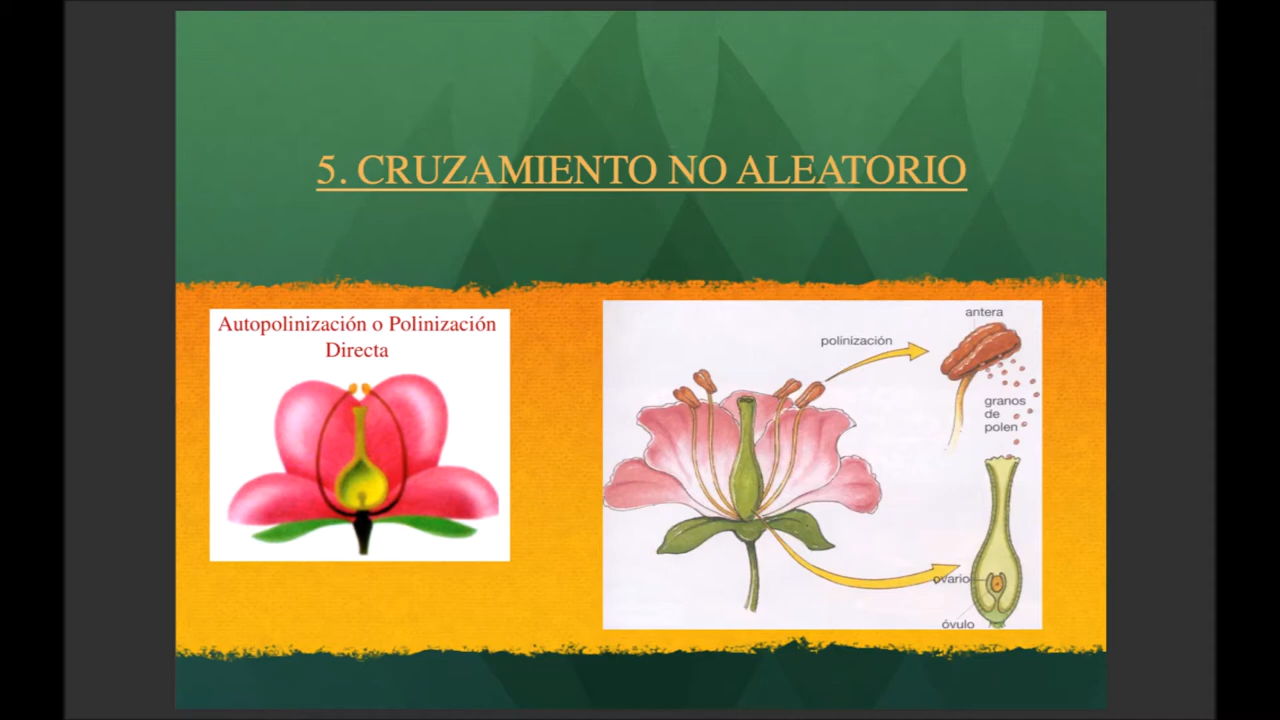 5. CRUZAMIENTO NO ALEATORIO
Autopolinización o Polinización
Directa
antera
polinización
granos
de
polen
ovario
óvulo